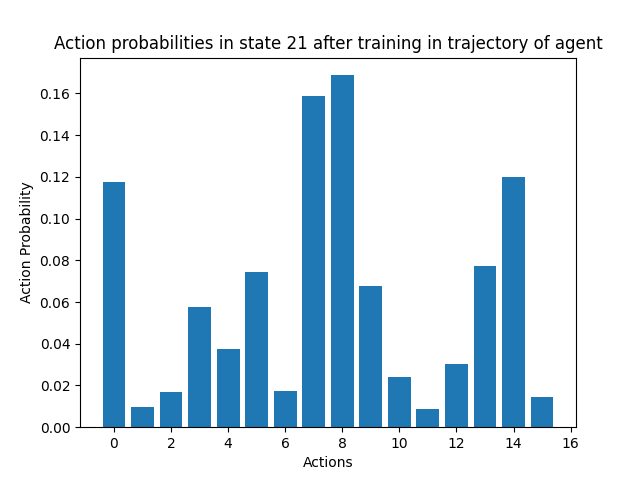 Action probabilities in state 21 after training in trajectory of agent
0.16
0.14
0.12
0.10
0.08
0.06
0.04
0.02
0.00
Action Probability
0 2 4 6 8 10 12 14 16
Actions